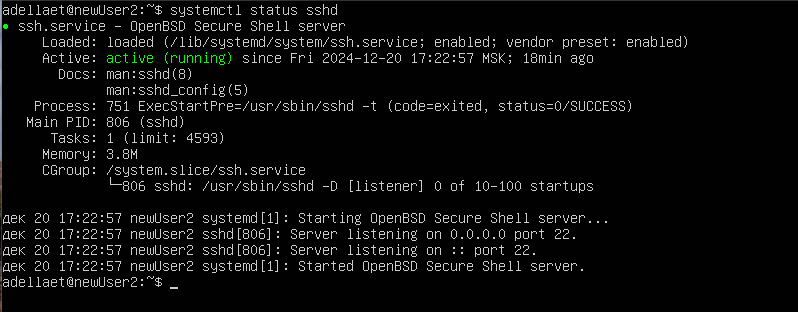 adellaet@newUser2:~$ systemctl status sshd
● ssh.service – OpenBSD Secure Shell server
Loaded: loaded (/lib/systemd/system/ssh.service; enabled; vendor preset: enabled)
Active: active (running) since Fri 2024-12-20 17:22:57 MSK; 18min ago
Docs: man:sshd(8)
man:sshd_config(5)
Process: 751 ExecStartPre=/usr/sbin/sshd -t (code=exited, status=0/SUCCESS)
Main PID: 806 (sshd)
Tasks: 1 (limit: 4593)
Memory: 3.8M
CGroup: /system.slice/ssh.service
└─806 sshd: /usr/sbin/sshd -D [listener] 0 of 10-100 startups
дек 20 17:22:57 newUser2 systemd[1]: Starting OpenBSD Secure Shell server...
дек 20 17:22:57 newUser2 sshd[806]: Server listening on 0.0.0.0 port 22.
дек 20 17:22:57 newUser2 sshd[806]: Server listening on :: port 22.
дек 20 17:22:57 newUser2 systemd[1]: Started OpenBSD Secure Shell server.
adellaet@newUser2:~$ _